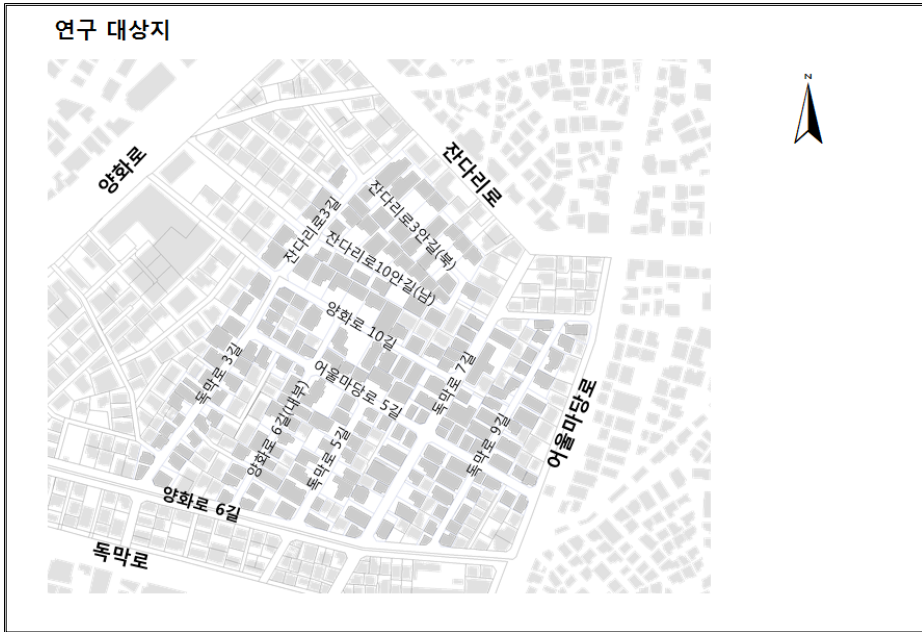 연구 대상지
N
양화로
잔다리로
잔다리로3안길(북)
잔다리로3길
잔다리로10안길(남)
양화로 10길
독막로 3길
어울마당로 5길
독막로 7길
양화로 6길(내부)
독막로 5길
독막로 9길
어울마당로
양화로 6길
독막로